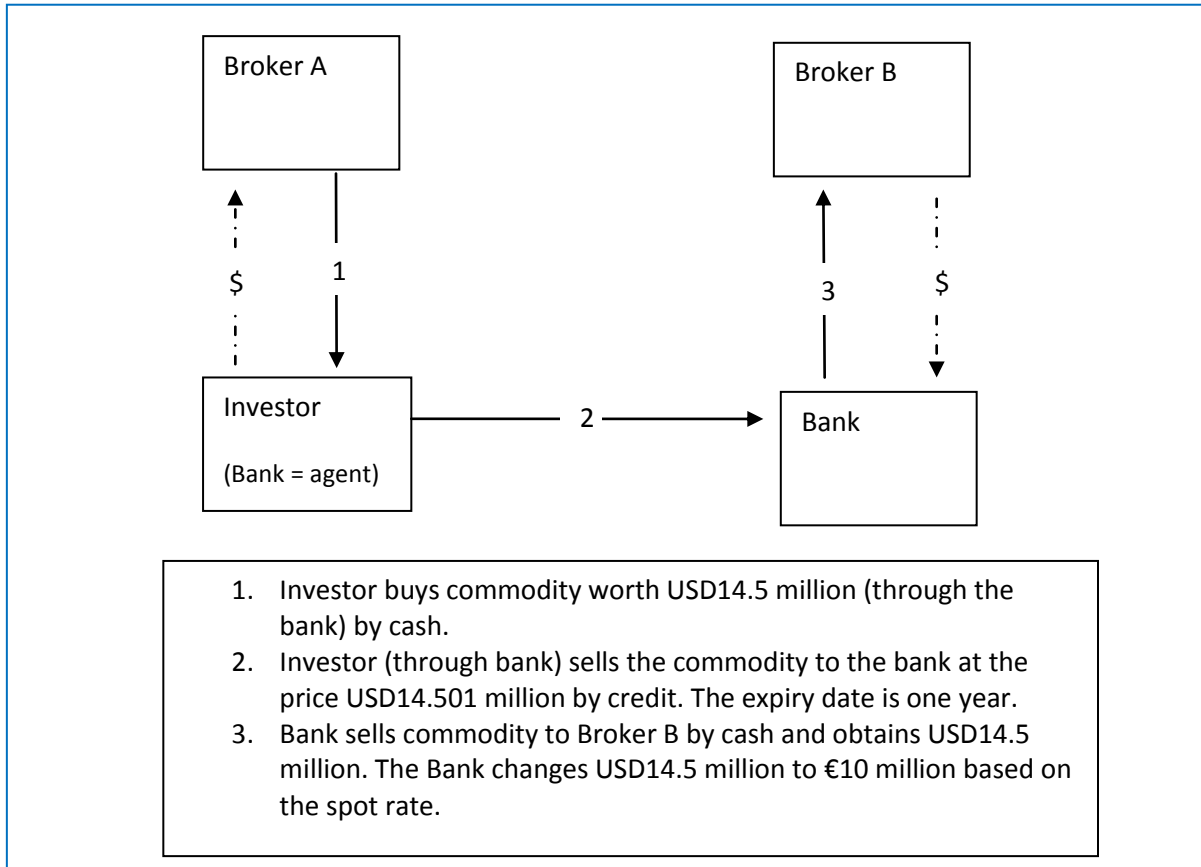 Broker A
Broker B
$
1
3
$
Investor
(Bank = agent)
2
Bank
1. Investor buys commodity worth USD14.5 million (through the
bank) by cash.
2. Investor (through bank) sells the commodity to the bank at the
price USD14.501 million by credit. The expiry date is one year.
3. Bank sells commodity to Broker B by cash and obtains USD14.5
million. The Bank changes USD14.5 million to €10 million based on
the spot rate.